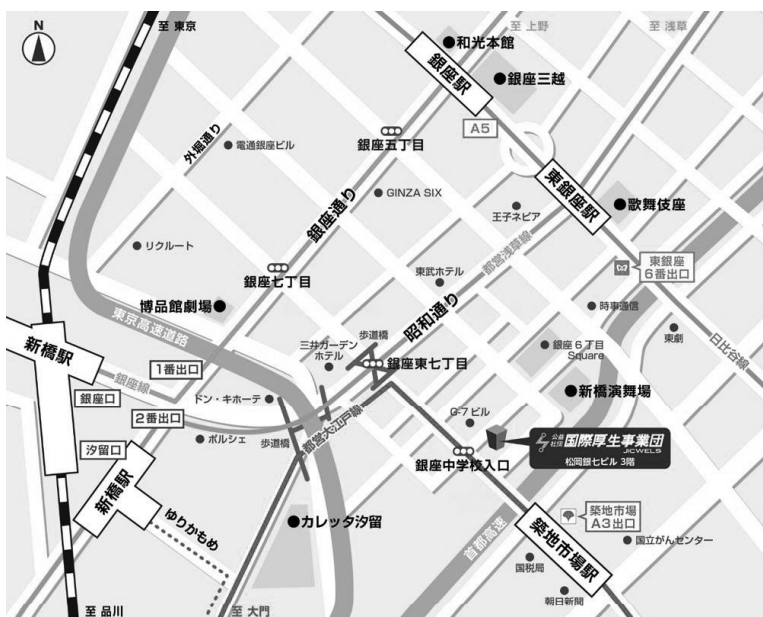 N
至 東京
至 上野
至 浅草
和光本館
銀座駅
銀座三越
A5
外堀通り
電通銀座ビル
銀座五丁目
GINZA SIX
銀座通り
東銀座駅
歌舞伎座
王子ネピア
都営浅草線
リクルート
銀座七丁目
東武ホテル
昭和通り
東銀座
6番出口
博品館劇場
時事通信
東京高速道路
三井ガーデン
ホテル
歩道橋
銀座東七丁目
銀座6丁目
Square
東劇
日比谷線
新橋駅
1番出口
銀座線
銀座口
ドン・キホーテ
新橋演舞場
2番出口
ポルシェ
歩道橋
都営大江戸線
G-7ビル
公益
社団
国際厚生事業団
JICWELS
松岡銀七ビル 3階
汐留口
銀座中学校入口
新橋駅
ゆりかもめ
カレッタ汐留
首都高速
築地市場
A3出口
築地市場駅
国立がんセンター
国税局
朝日新聞
至 品川
至 大門